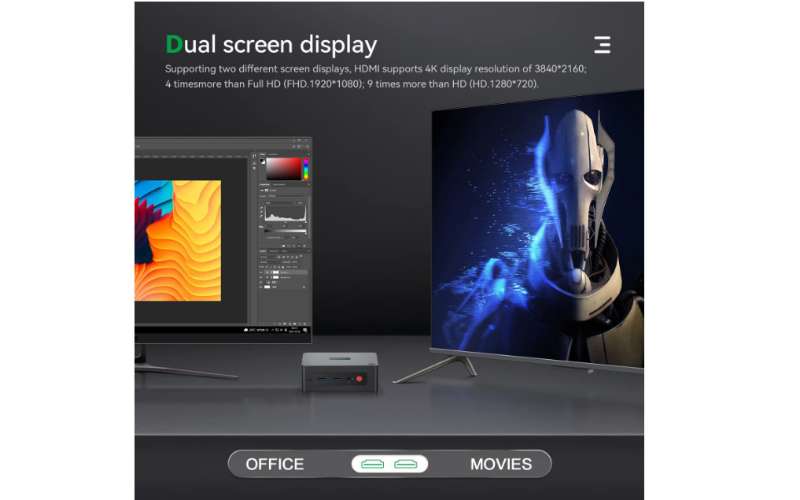 Dual screen display
Supporting two different screen displays, HDMI supports 4K display resolution of 3840*2160;
4 timesmore than Full HD (FHD.1920*1080); 9 times more than HD (HD.1280*720).
OFFICE
MOVIES